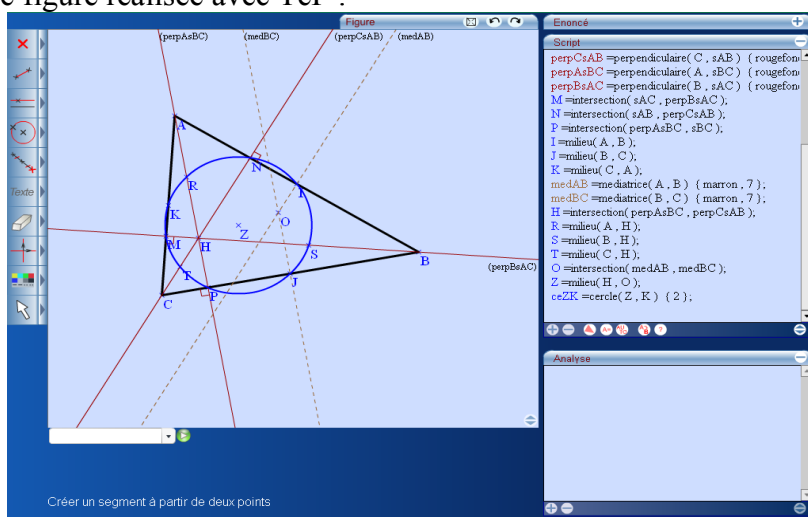 e figure réalisée avec TeP :
Figure
(perpAsBC) (medBC) (perpCsAB) (medAB)
A
N
R
I
K
O
Z
M
H
S
B
(perpBsAC)
T
J
P
C
Texte
Créer un segment à partir de deux points
Enoncé
Script
perpCsAB =perpendiculaire( C , sAB ) { rougefon
perpAsBC =perpendiculaire( A , sBC ) { rougefon
perpBsAC =perpendiculaire( B , sAC ) { rougefon
M =intersection( sAC , perpBsAC );
N =intersection( sAB , perpCsAB );
P =intersection( perpAsBC , sBC );
I =milieu( A , B );
J =milieu( B , C );
K =milieu( C , A );
medAB =mediatrice( A , B ) { marron , 7 };
medBC =mediatrice( B , C ) { marron , 7 };
H =intersection( perpAsBC , perpCsAB );
R =milieu( A , H );
S =milieu( B , H );
T =milieu( C , H );
O =intersection( medAB , medBC );
Z =milieu( H , O );
ceZK =cercle( Z , K ) { 2 };
Analyse